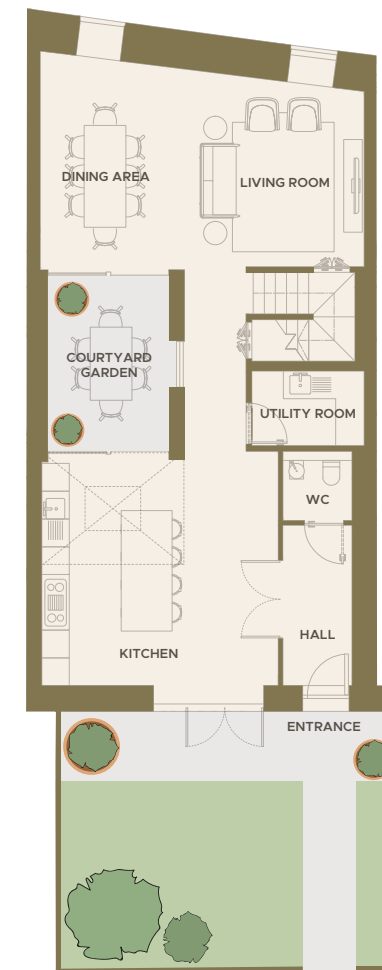 DINING AREA
LIVING ROOM
COURTYARD
GARDEN
UTILITY ROOM
WC
HALL
KITCHEN
ENTRANCE